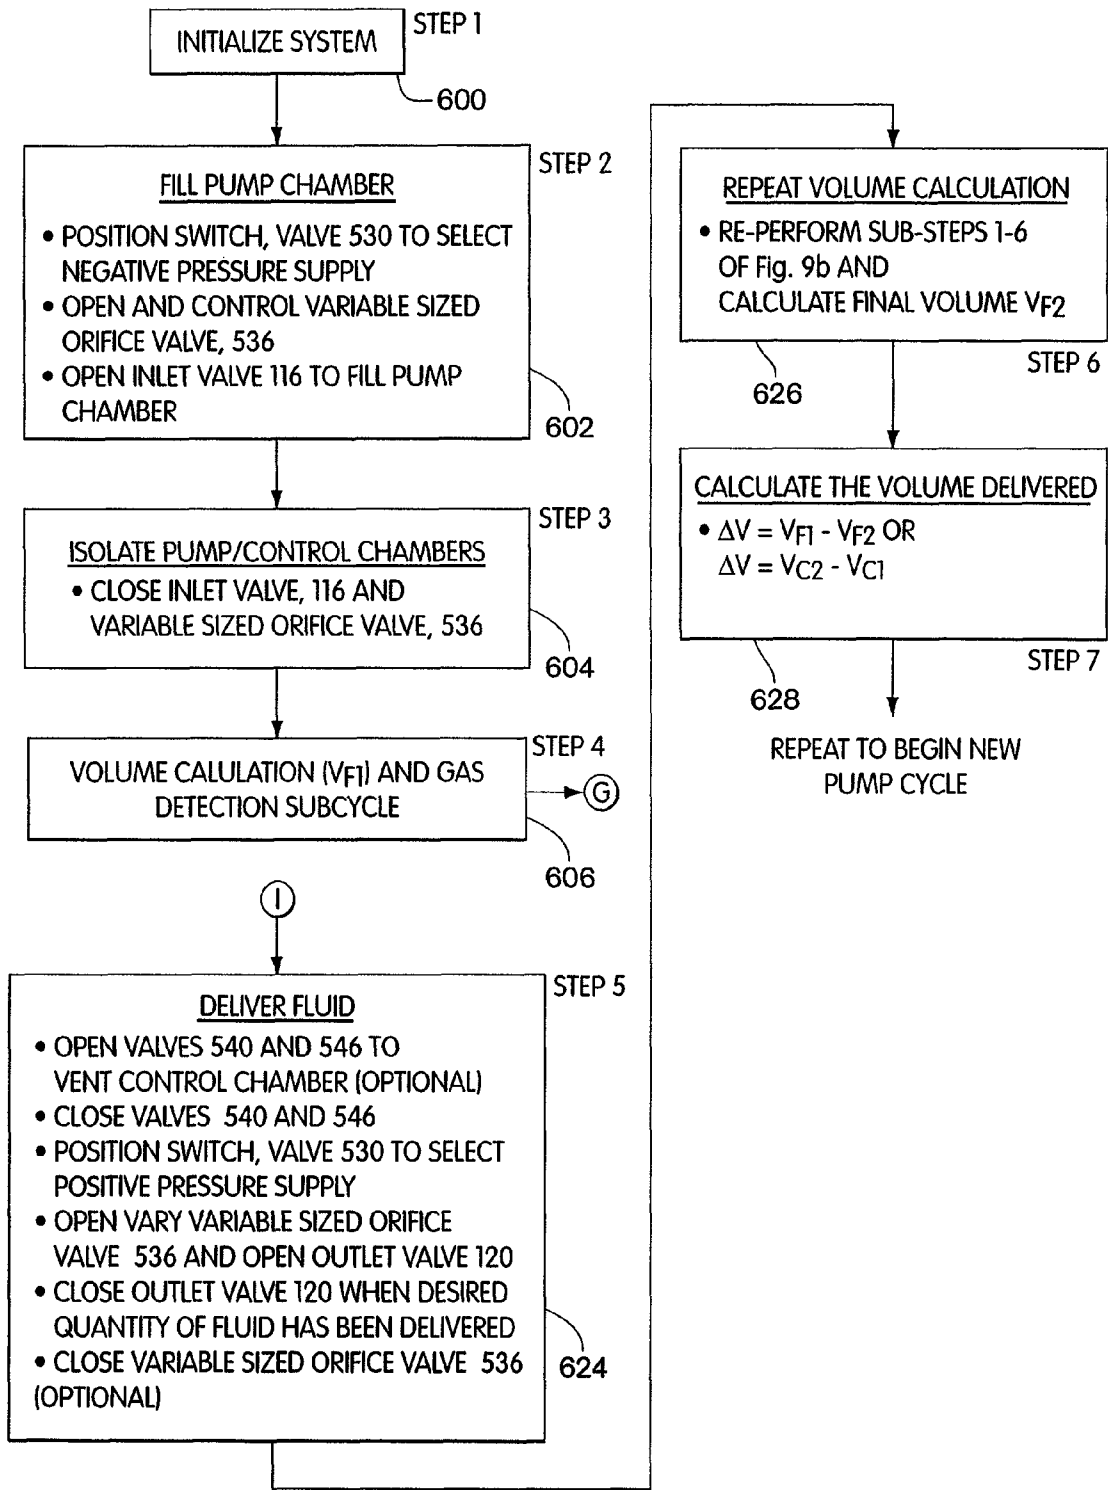 INITIALIZE SYSTEM
STEP 1
600
STEP 2
FILL PUMP CHAMBER
• POSITION SWITCH, VALVE 530 TO SELECT
NEGATIVE PRESSURE SUPPLY
• OPEN AND CONTROL VARIABLE SIZED
ORIFICE VALVE, 536
• OPEN INLET VALVE 116 TO FILL PUMP
CHAMBER
602
STEP 3
ISOLATE PUMP/CONTROL CHAMBERS
• CLOSE INLET VALVE, 116 AND
VARIABLE SIZED ORIFICE VALVE, 536
604
STEP 4
VOLUME CALULATION (VF1) AND GAS
DETECTION SUBCYCLE
G
606
I
STEP 5
DELIVER FLUID
• OPEN VALVES 540 AND 546 TO
VENT CONTROL CHAMBER (OPTIONAL)
• CLOSE VALVES 540 AND 546
• POSITION SWITCH, VALVE 530 TO SELECT
POSITIVE PRESSURE SUPPLY
• OPEN VARY VARIABLE SIZED ORIFICE
VALVE 536 AND OPEN OUTLET VALVE 120
• CLOSE OUTLET VALVE 120 WHEN DESIRED
QUANTITY OF FLUID HAS BEEN DELIVERED
• CLOSE VARIABLE SIZED ORIFICE VALVE 536
(OPTIONAL)
624
REPEAT VOLUME CALCULATION
• RE-PERFORM SUB-STEPS 1-6
OF Fig. 9b AND
CALCULATE FINAL VOLUME VF2
STEP 6
626
CALCULATE THE VOLUME DELIVERED
• ΔV = VF1 - VF2 OR
ΔV = VC2 - VC1
STEP 7
628
REPEAT TO BEGIN NEW
PUMP CYCLE